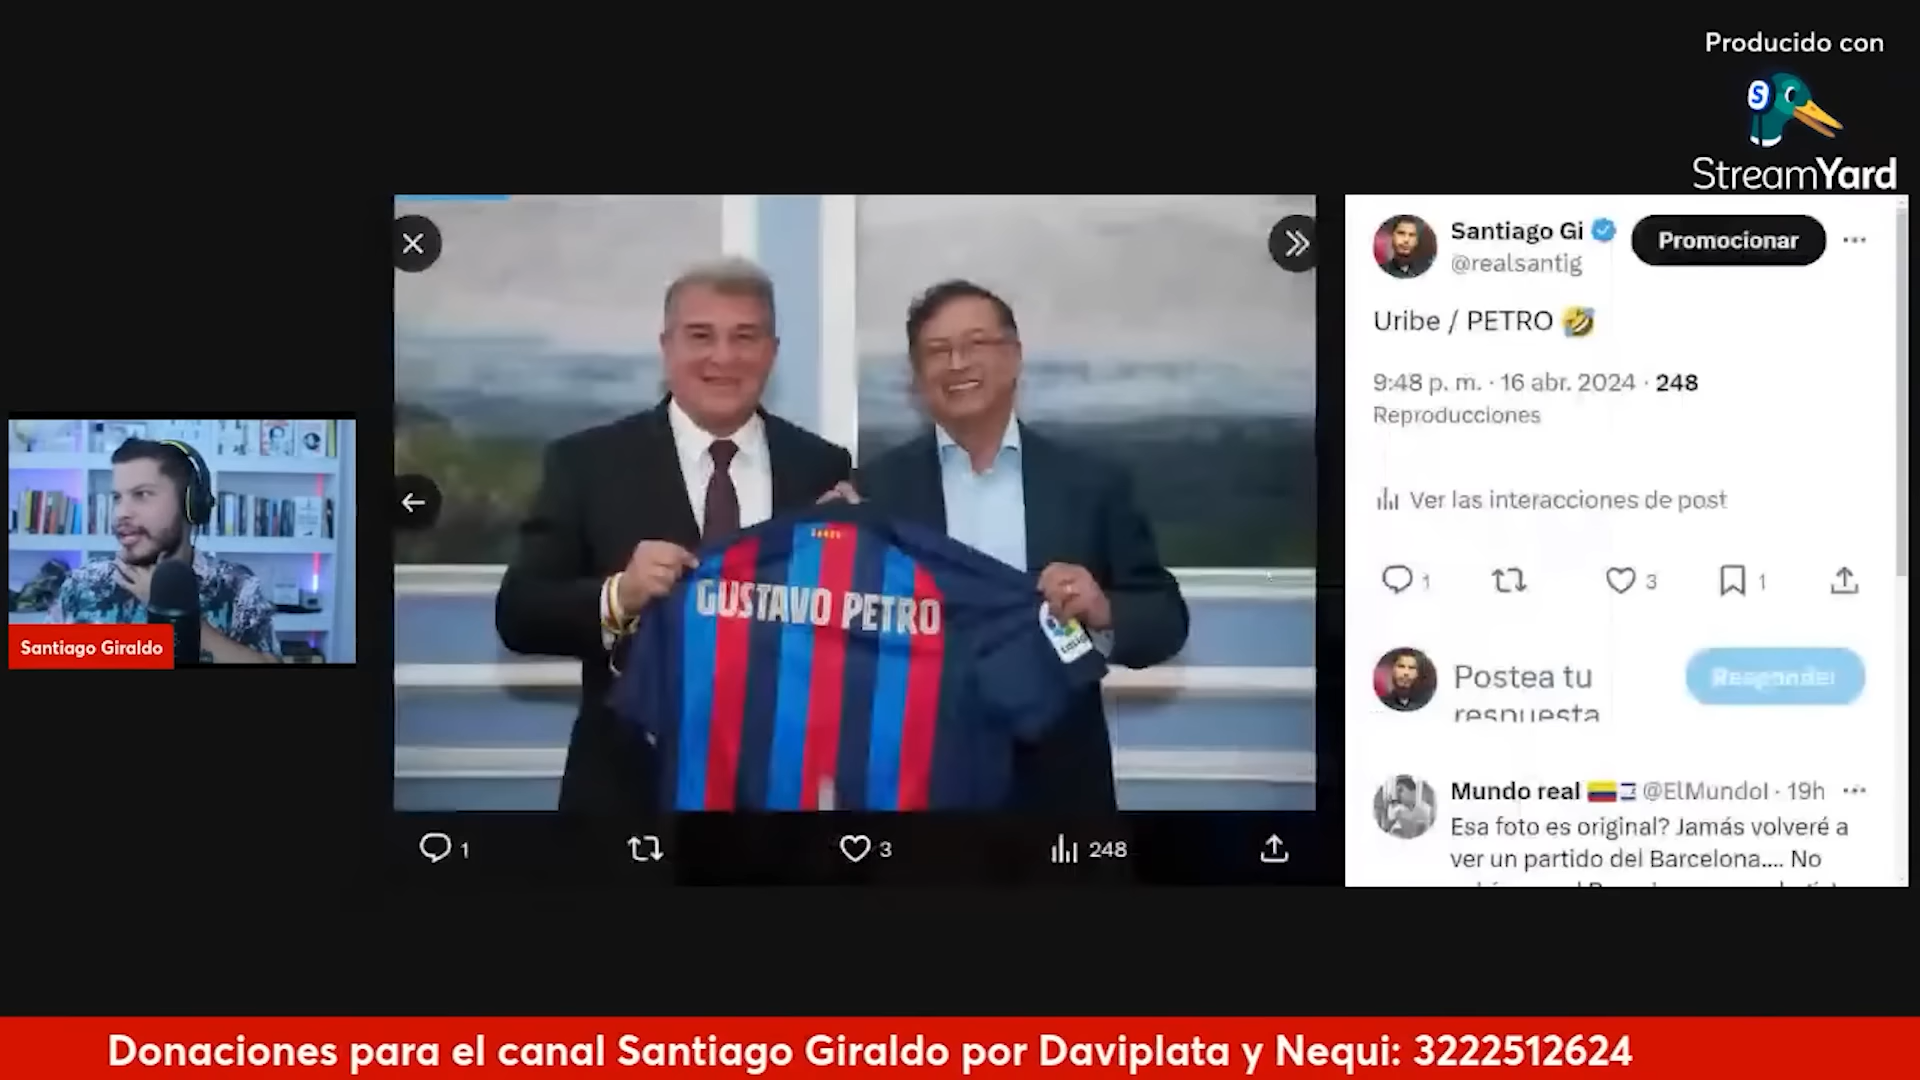 Producido con
StreamYard
Santiago Gi
@realsantig
Promocionar
Uribe / PETRO
9:48 p. m. · 16 abr. 2024 · 248
Reproducciones
Ver las interacciones de post
1
3
1
Postea tu
respuesta
Responder
Mundo real @ElMundoI · 19h
Esa foto es original? Jamás volveré a
ver un partido del Barcelona.... No
GUSTAVO PETRO
1
3
248
Santiago Giraldo
Donaciones para el canal Santiago Giraldo por Daviplata y Nequi: 3222512624